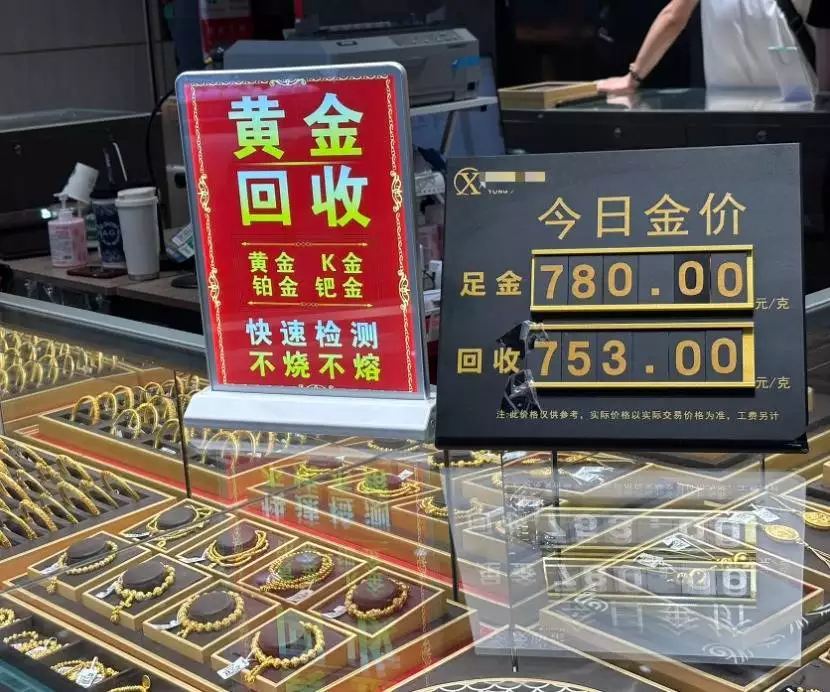 黄金
回收
黄金 K金
铂金 钯金
快速检测
不烧不熔
今日金价
足金 780.00 元/克
回收 753.00 元/克
注:此价格仅供参考，实际价格以实际交易价格为准，工费另计